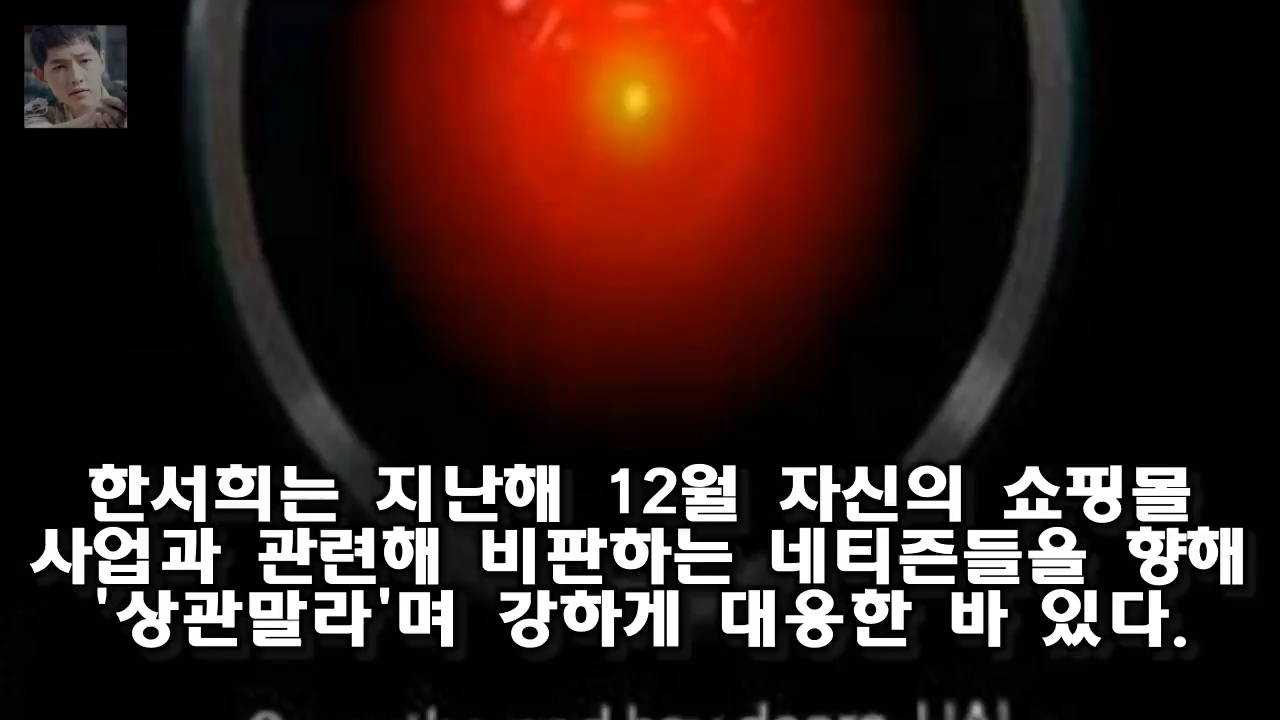 한서희는 지난해 12월 자신의 쇼핑몰
사업과 관련해 비판하는 네티즌들을 향해
'상관말라'며 강하게 대응한 바 있다.